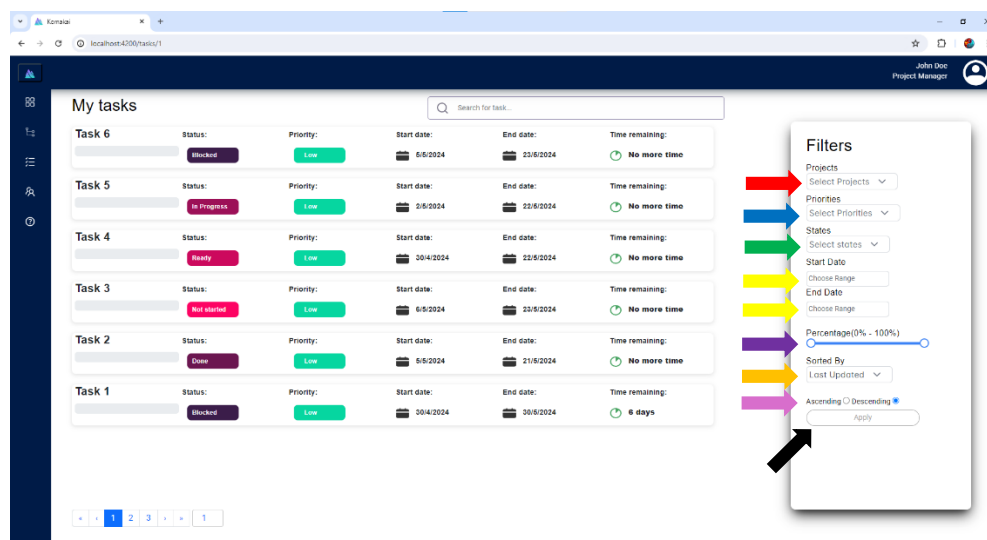 Komakai
localhost:4200/tasks/1
John Doe
Project Manager
My tasks
Search for task...
Task 6
Status:
Priority:
Start date:
End date:
Time remaining:
Blocked
Low
5/5/2024
23/5/2024
No more time
Task 5
Status:
Priority:
Start date:
End date:
Time remaining:
In Progress
Low
2/5/2024
22/5/2024
No more time
Task 4
Status:
Priority:
Start date:
End date:
Time remaining:
Ready
Low
30/4/2024
22/5/2024
No more time
Task 3
Status:
Priority:
Start date:
End date:
Time remaining:
Not started
Low
6/5/2024
23/5/2024
No more time
Task 2
Status:
Priority:
Start date:
End date:
Time remaining:
Done
Low
5/5/2024
21/5/2024
No more time
Task 1
Status:
Priority:
Start date:
End date:
Time remaining:
Blocked
Low
30/4/2024
30/5/2024
6 days
« ‹ 1 2 3 › » 1
Filters
Projects
Select Projects
Priorities
Select Priorities
States
Select states
Start Date
Choose Range
End Date
Choose Range
Percentage(0% - 100%)
Sorted By
Last Updated
Ascending Descending
Apply